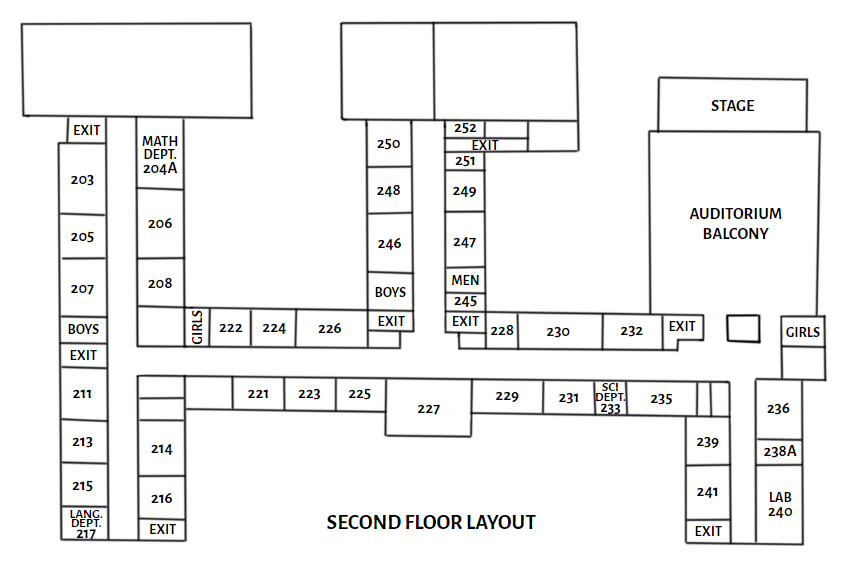 EXIT
MATH
DEPT.
204A
203
206
205
208
207
BOYS
EXIT
211
213
215
LANG.
DEPT.
217
214
216
EXIT
GIRLS
222
224
226
250
248
246
BOYS
EXIT
252
EXIT
251
249
247
MEN
245
EXIT
228
230
232
EXIT
STAGE
AUDITORIUM
BALCONY
GIRLS
221
223
225
227
229
231
SCI
DEPT.
233
235
239
241
EXIT
236
238A
LAB
240
SECOND FLOOR LAYOUT